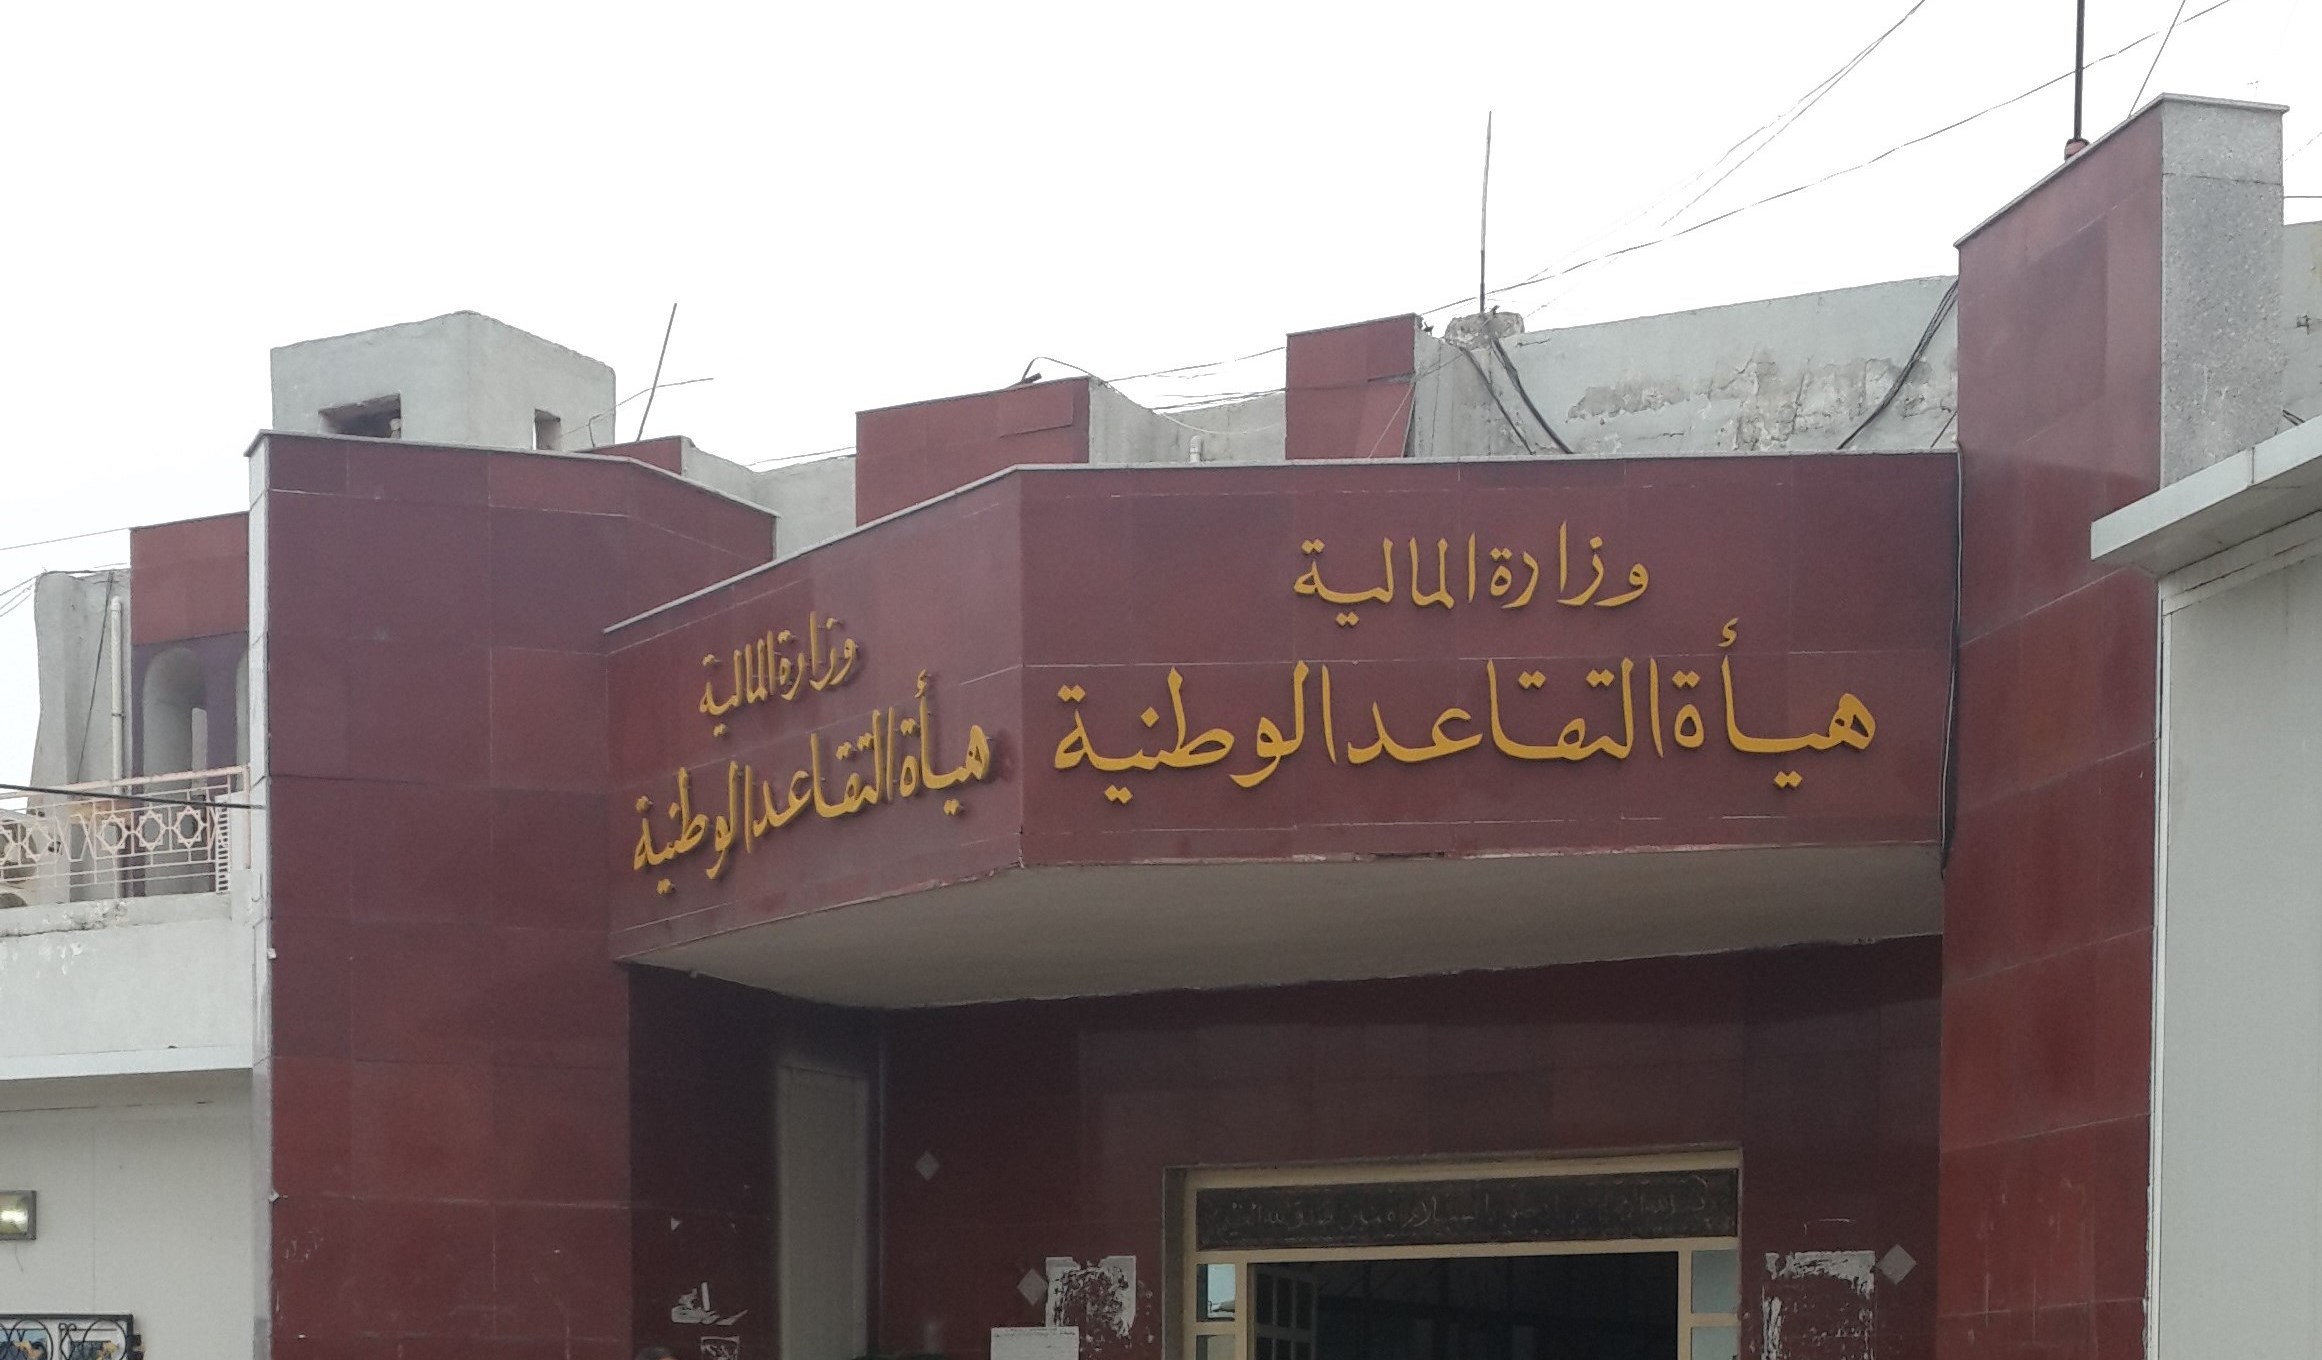 وزارة المالية
هيأة التقاعد الوطنية
وزارة المالية
هيأة التقاعد الوطنية